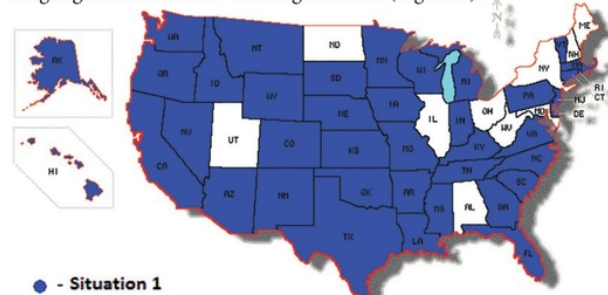 ME
WA
MT
ND
MN
VT
NH
AK
OR
ID
SD
WI
MI
NY
WY
RI
CT
IA
PA
NJ
NE
OH
MD
DE
NV
UT
IL
IN
WV
CO
VA
HI
KS
MO
KY
CA
NC
TN
OK
AR
SC
AZ
NM
MS
AL
GA
TX
LA
FL
- Situation 1